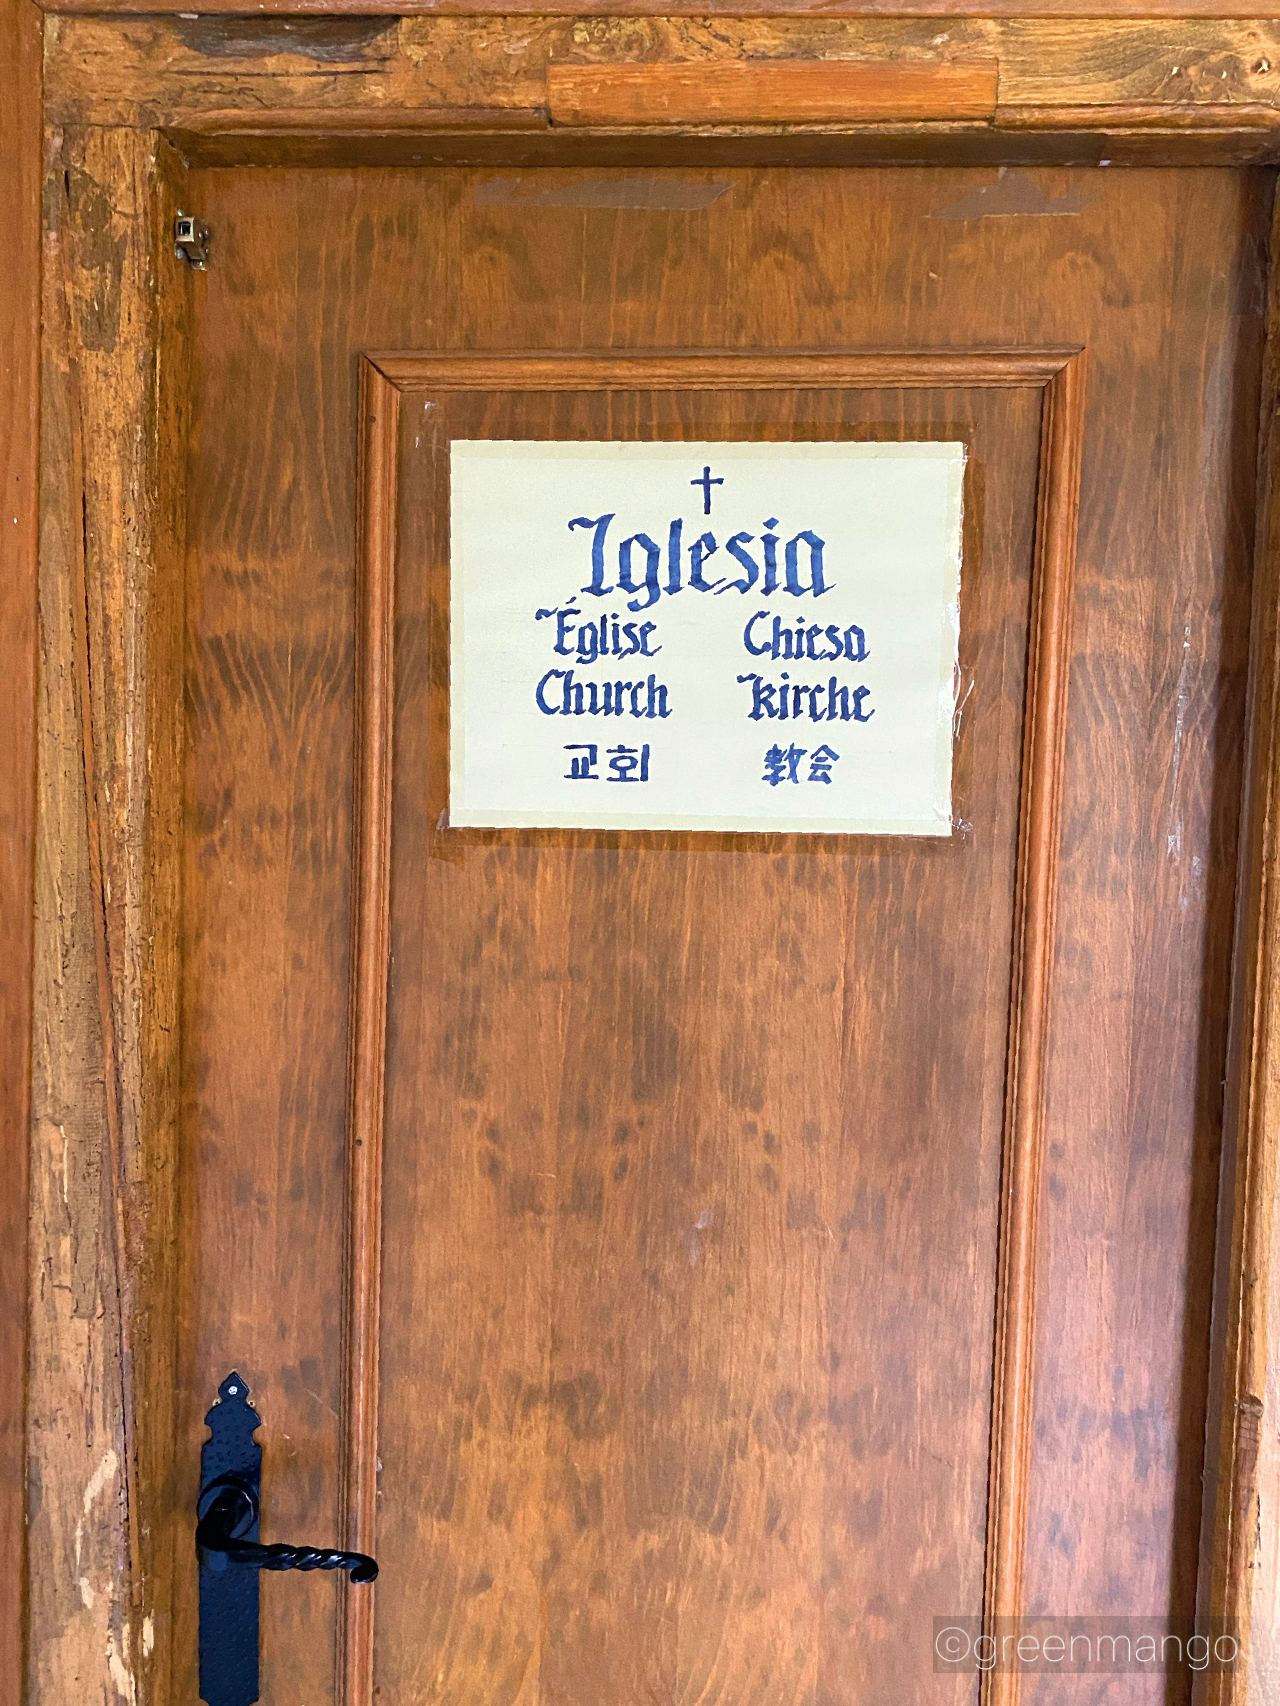 Iglesia
Église Chiesa
Church Kirche
교회 教会
©greenmango